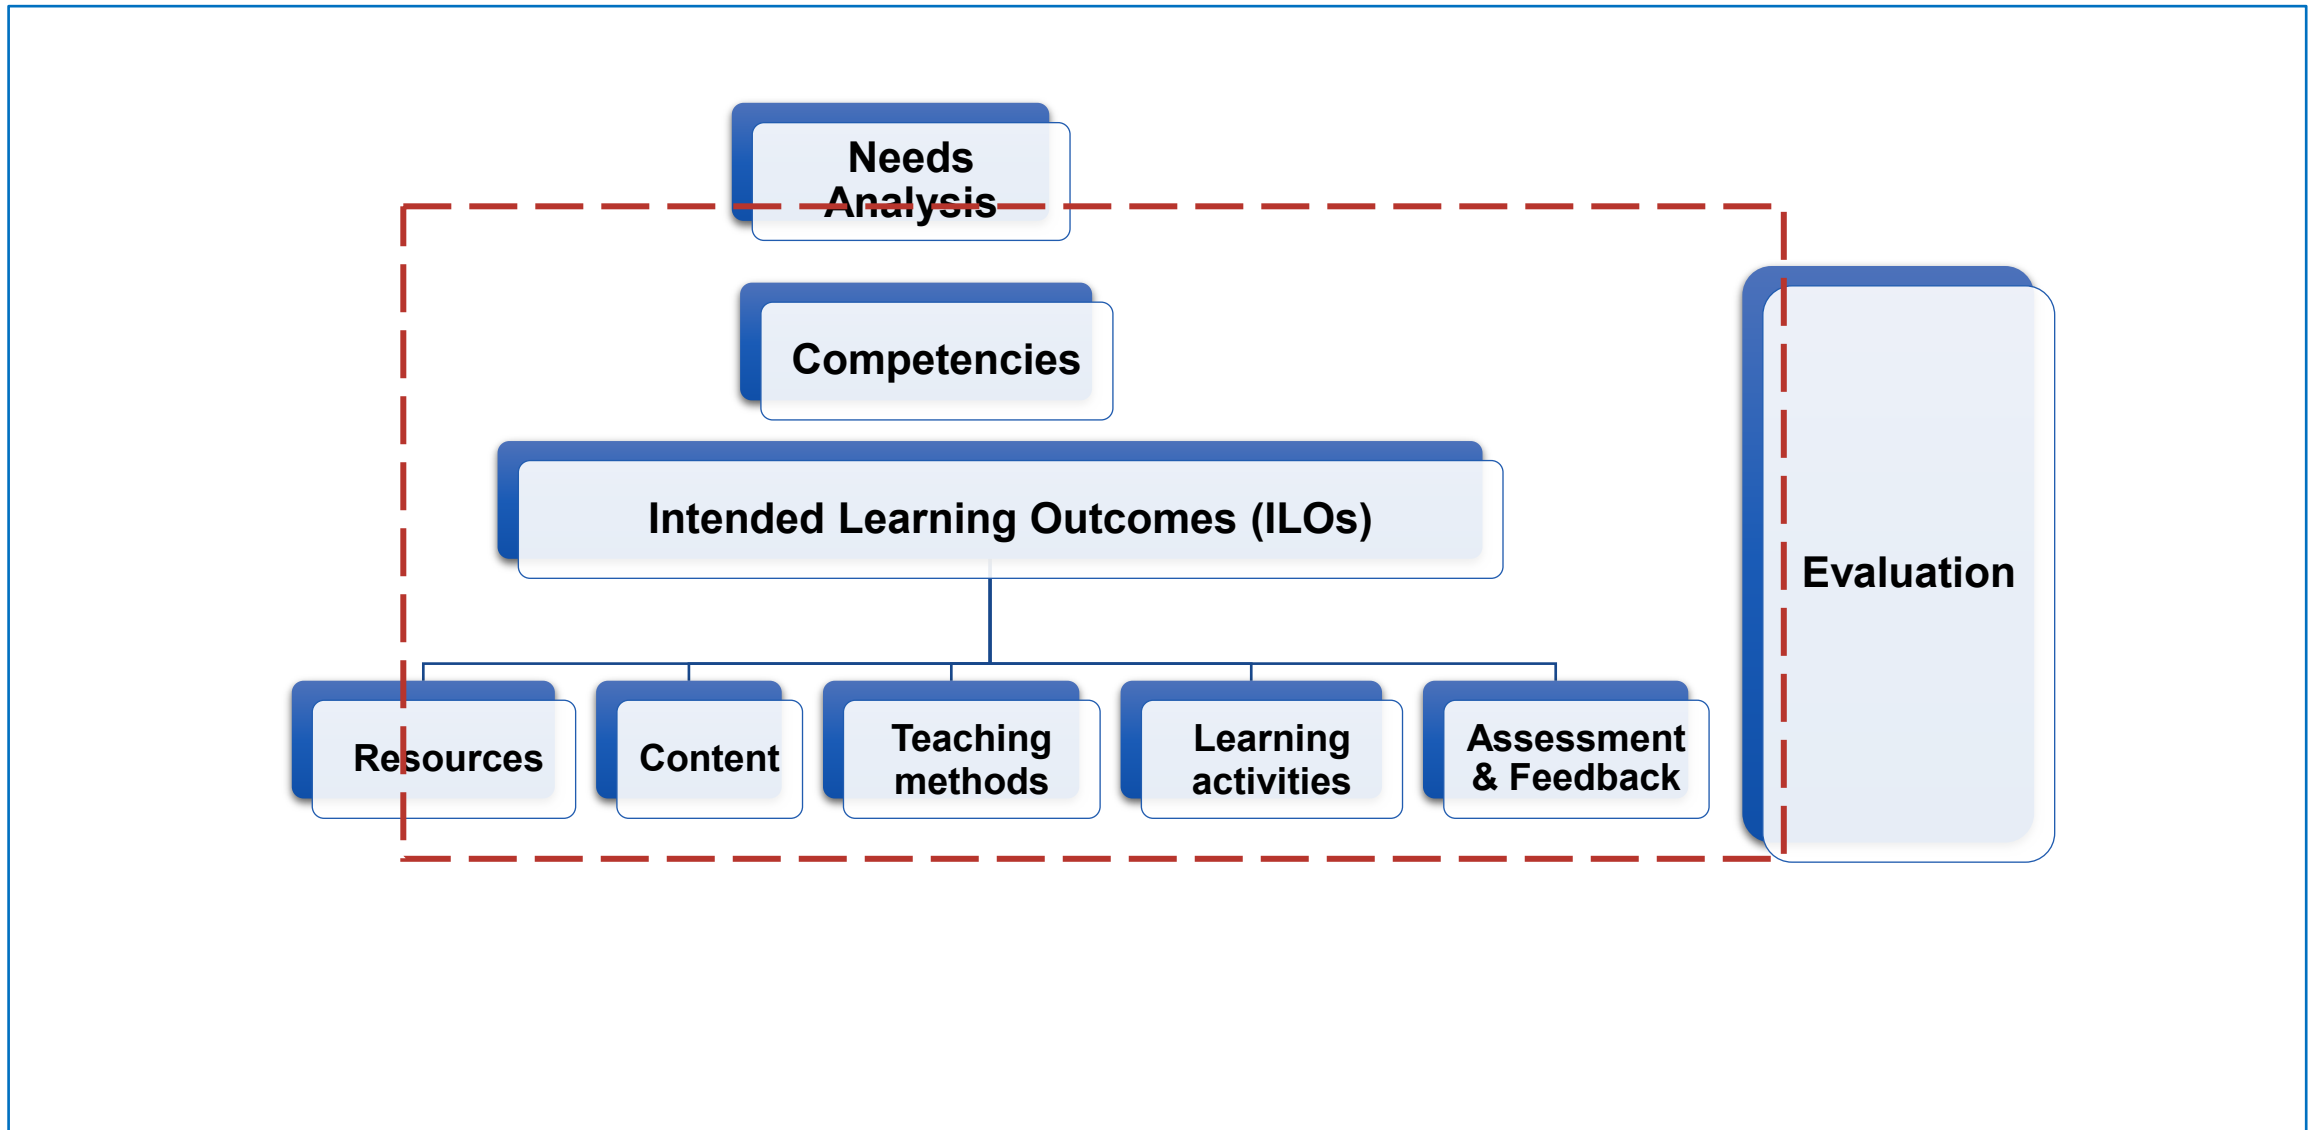 Needs
Analysis
Competencies
Intended Learning Outcomes (ILOs)
Evaluation
Resources
Content
Teaching
methods
Learning
activities
Assessment
& Feedback